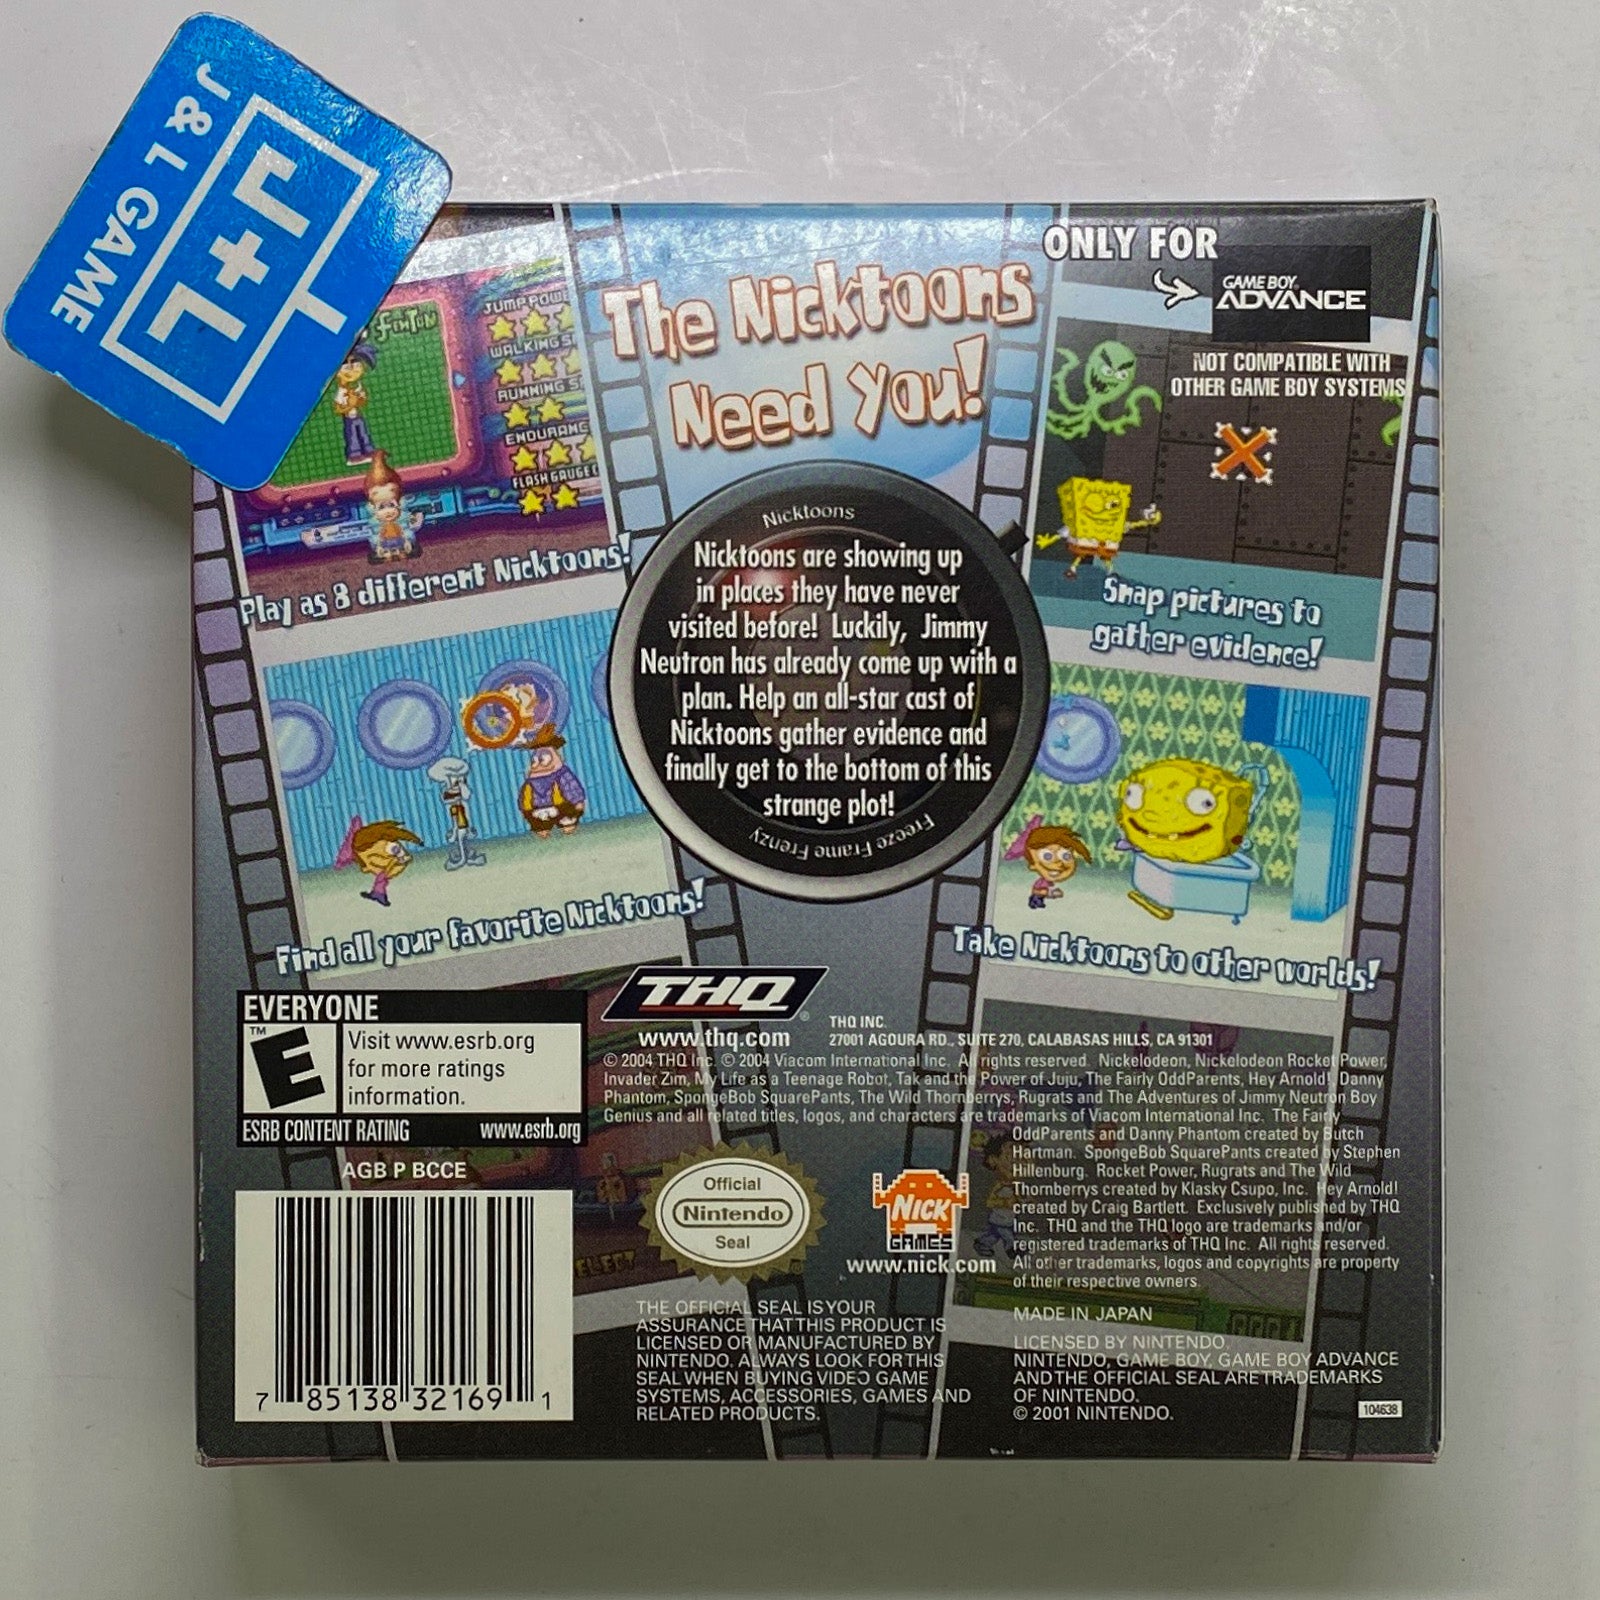 J & L GAME
J+L
The Nicktoons
Need You!
ONLY FOR
GAME BOY
ADVANCE
NOT COMPATIBLE WITH
OTHER GAME BOY SYSTEMS
JUMP POWE
WALKING S
RUNNING S
ENDURANC
FLASH GAUGE
Play as 8 different Nicktoons!
Snap pictures to
gather evidence!
Nicktoons
Nicktoons are showing up
in places they have never
visited before! Luckily, Jimmy
Neutron has already come up with a
plan. Help an all-star cast of
Nicktoons gather evidence and
finally get to the bottom of this
strange plot!
Freeze Frame Frenzy
Find all your favorite Nicktoons!
Take Nicktoons to other worlds!
EVERYONE
E
TM
Visit www.esrb.org
for more ratings
information.
ESRB CONTENT RATING www.esrb.org
THQ ®
www.thq.com
THQ INC.
27001 AGOURA RD., SUITE 270, CALABASAS HILLS, CA 91301
© 2004 THQ Inc. © 2004 Viacom International Inc. All rights reserved. Nickelodeon, Nickelodeon Rocket Power,
Invader Zim, My Life as a Teenage Robot, Tak and the Power of Juju, The Fairly OddParents, Hey Arnold!, Danny
Phantom, SpongeBob SquarePants, The Wild Thornberrys, Rugrats and The Adventures of Jimmy Neutron Boy
Genius and all related titles, logos, and characters are trademarks of Viacom International Inc. The Fairly
OddParents and Danny Phantom created by Butch
Hartman. SpongeBob SquarePants created by Stephen
Hillenburg. Rocket Power, Rugrats and The Wild
Thornberrys created by Klasky Csupo, Inc. Hey Arnold!
created by Craig Bartlett. Exclusively published by THQ
Inc. THQ and the THQ logo are trademarks and/or
registered trademarks of THQ Inc. All rights reserved.
All other trademarks, logos and copyrights are property
of their respective owners.
AGB P BCCE
7 85138 32169 1
Official
Nintendo
Seal
NICK
GAMES
www.nick.com
THE OFFICIAL SEAL IS YOUR
ASSURANCE THAT THIS PRODUCT IS
LICENSED OR MANUFACTURED BY
NINTENDO. ALWAYS LOOK FOR THIS
SEAL WHEN BUYING VIDEO GAME
SYSTEMS, ACCESSORIES, GAMES AND
RELATED PRODUCTS.
MADE IN JAPAN
LICENSED BY NINTENDO.
NINTENDO, GAME BOY, GAME BOY ADVANCE
AND THE OFFICIAL SEAL ARE TRADEMARKS
OF NINTENDO.
© 2001 NINTENDO.
104638